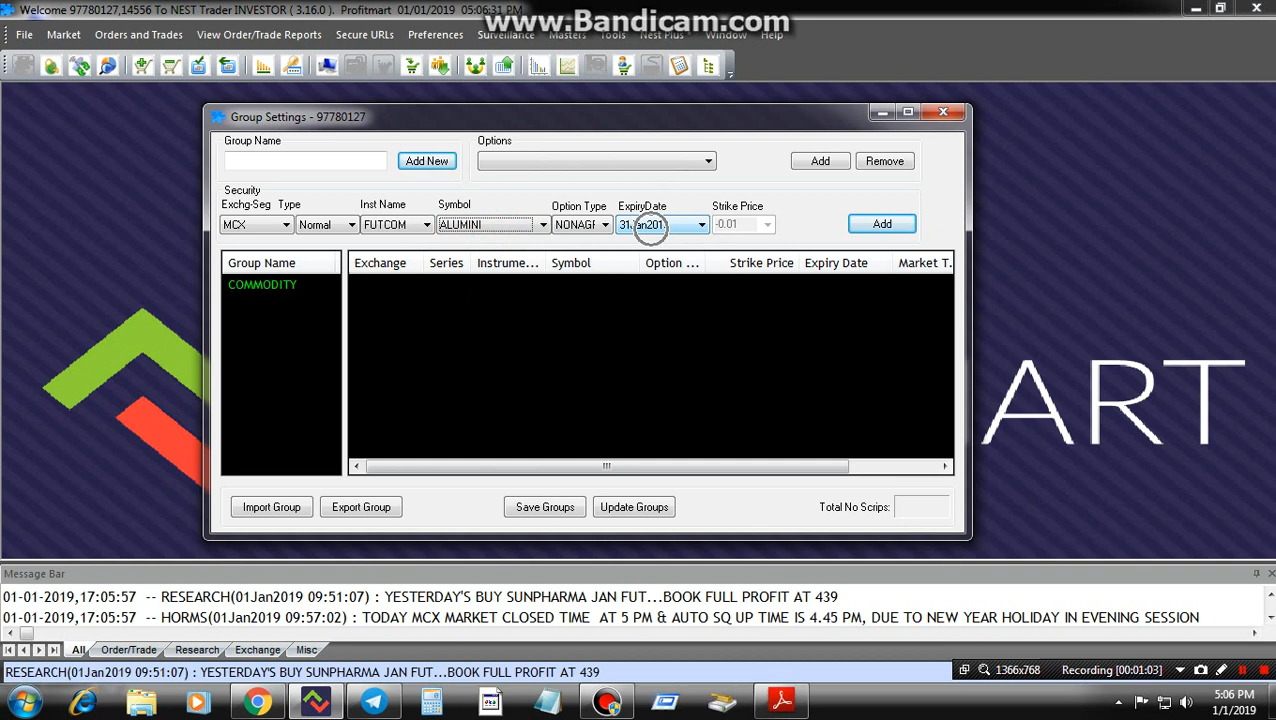 Welcome 97780127,14556 To NEST Trader INVESTOR ( 3.16.0 ). Profitmart 01/01/2019 05:06:31 PM
www.Bandicam.com
File Market Orders and Trades View Order/Trade Reports Secure URLs Preferences Surveillance Masters Tools Nest Plus Window Help
Group Settings - 97780127
Group Name Options
Add New Add Remove
Security
Exchg-Seg Type Inst Name Symbol Option Type ExpiryDate Strike Price
MCX Normal FUTCOM ALUMINI NONAGF 31Jan201 -0.01 Add
Group Name Exchange Series Instrume... Symbol Option ... Strike Price Expiry Date Market T.
COMMODITY
ART
Import Group Export Group Save Groups Update Groups Total No Scrips:
Message Bar
01-01-2019,17:05:57 -- RESEARCH(01Jan2019 09:51:07) : YESTERDAY'S BUY SUNPHARMA JAN FUT...BOOK FULL PROFIT AT 439
01-01-2019,17:05:57 -- HORMS(01Jan2019 09:57:02) : TODAY MCX MARKET CLOSED TIME AT 5 PM & AUTO SQ UP TIME IS 4.45 PM, DUE TO NEW YEAR HOLIDAY IN EVENING SESSION
All Order/Trade Research Exchange Misc
RESEARCH(01Jan2019 09:51:07) : YESTERDAY'S BUY SUNPHARMA JAN FUT...BOOK FULL PROFIT AT 439
1366x768 Recording [00:01:03]
5:06 PM
1/1/2019